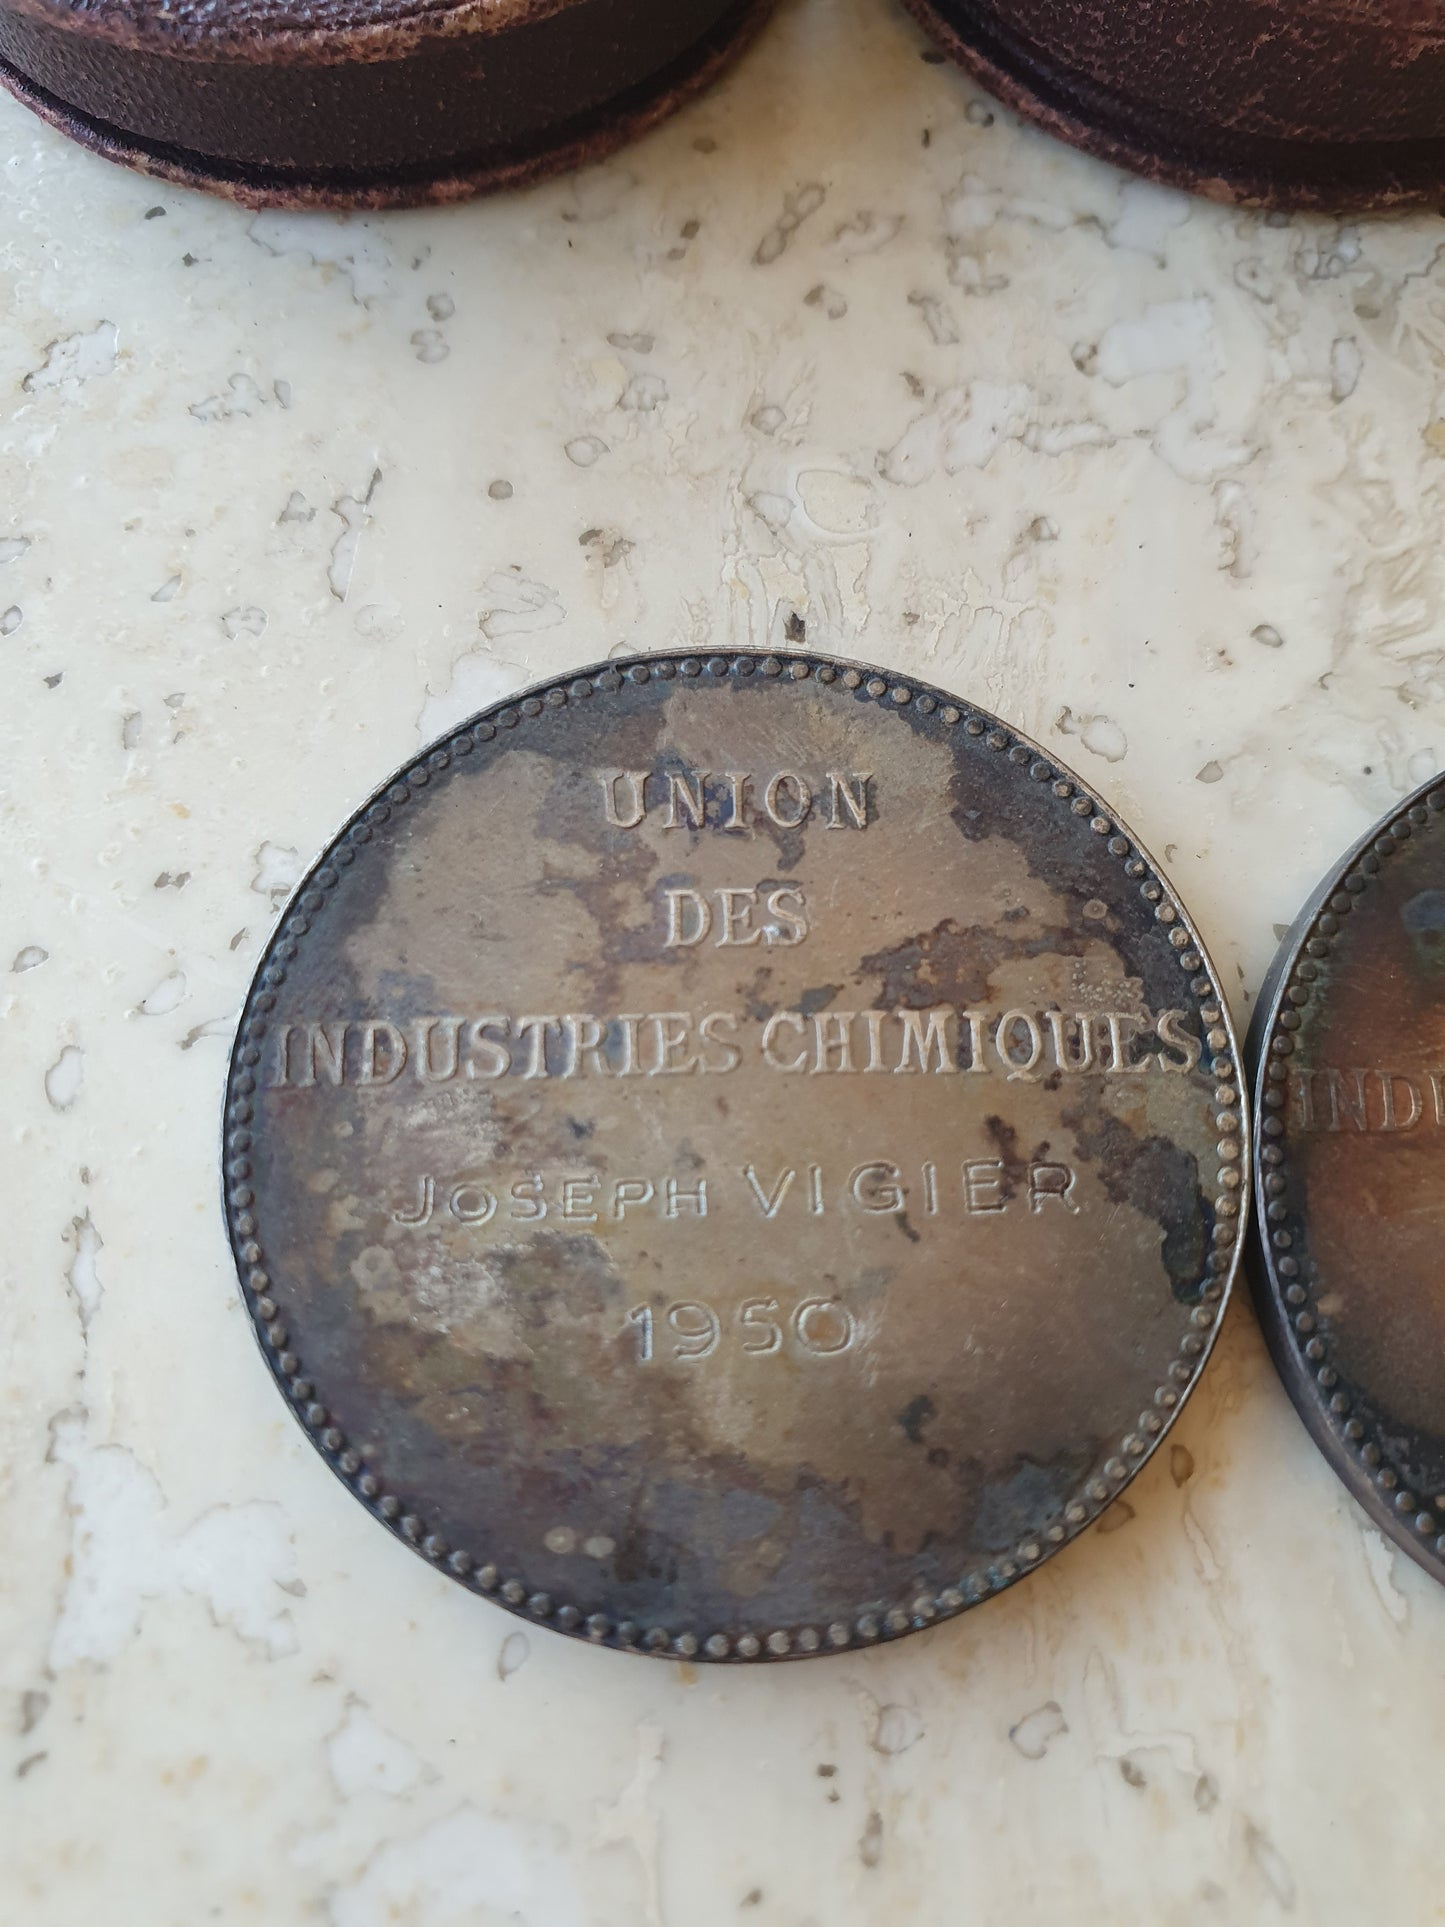 UNION
DES
INDUSTRIES CHIMIQUES
JOSEPH VIGIER
1950